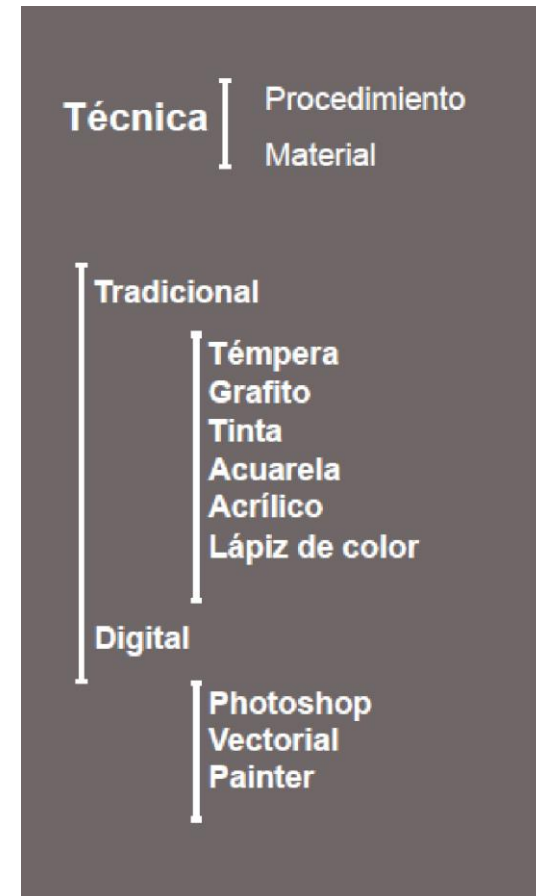 Técnica
Procedimiento
Material
Tradicional
Témpera
Grafito
Tinta
Acuarela
Acrílico
Lápiz de color
Digital
Photoshop
Vectorial
Painter